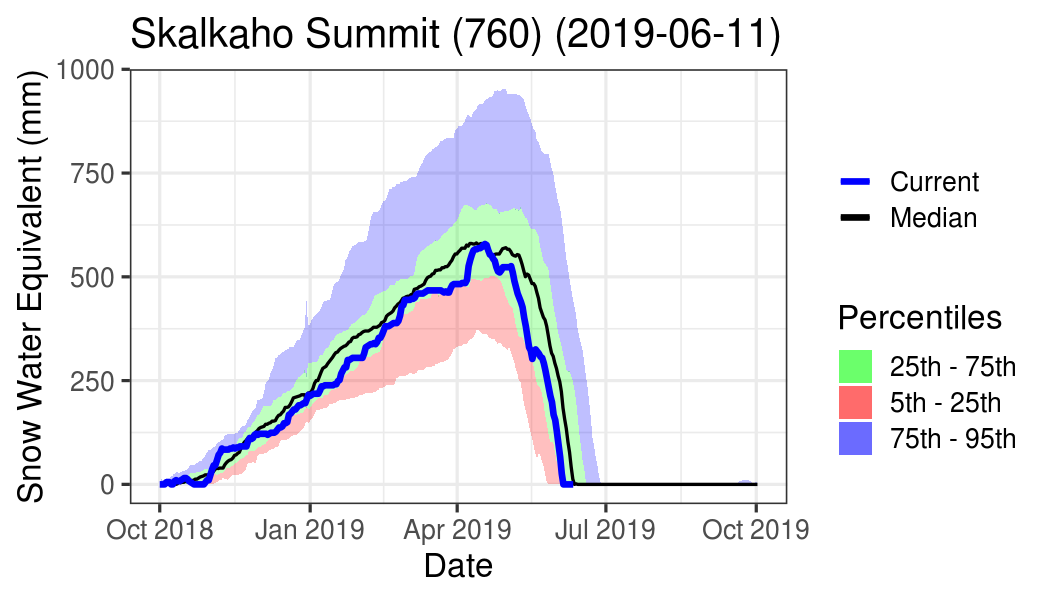 Skalkaho Summit (760) (2019-06-11)
Snow Water Equivalent (mm)
1000
750
500
250
0
Oct 2018
Jan 2019
Apr 2019
Jul 2019
Oct 2019
Date
Current
Median
Percentiles
25th - 75th
5th - 25th
75th - 95th